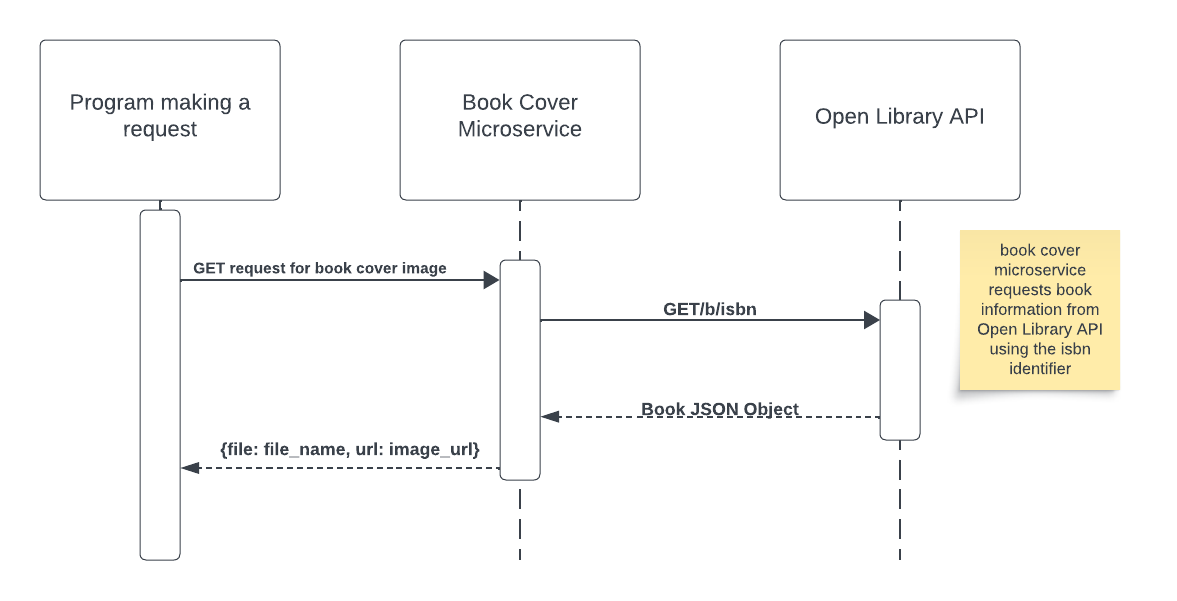 Program making a
request
Book Cover
Microservice
Open Library API
GET request for book cover image
GET/b/isbn
Book JSON Object
{file: file_name, url: image_url}
book cover
microservice
requests book
information from
Open Library API
using the isbn
identifier